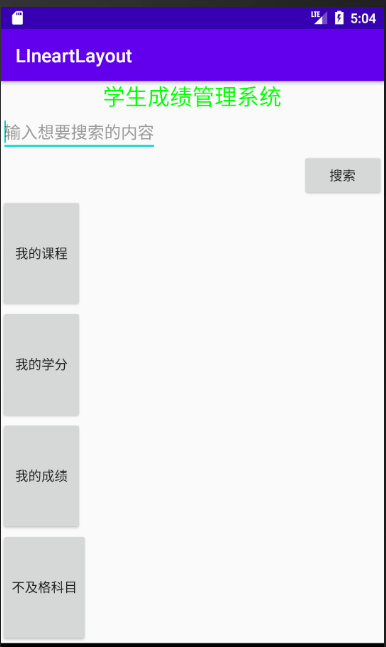 LTE 5:04
LIneartLayout
学生成绩管理系统
输入想要搜索的内容
搜索
我的课程
我的学分
我的成绩
不及格科目